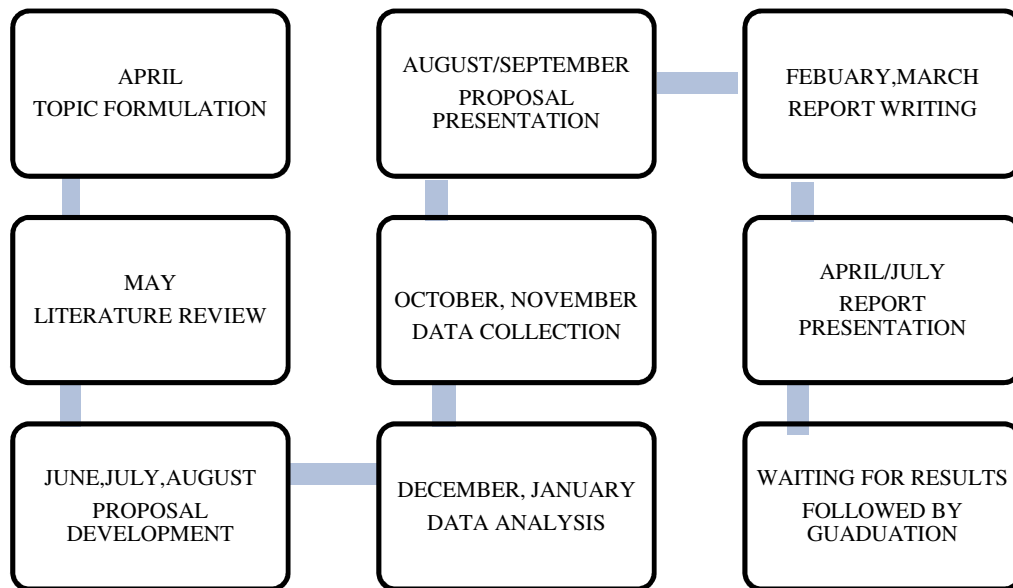 APRIL
TOPIC FORMULATION
MAY
LITERATURE REVIEW
JUNE,JULY,AUGUST
PROPOSAL
DEVELOPMENT
AUGUST/SEPTEMBER
PROPOSAL
PRESENTATION
OCTOBER, NOVEMBER
DATA COLLECTION
DECEMBER, JANUARY
DATA ANALYSIS
FEBUARY,MARCH
REPORT WRITING
APRIL/JULY
REPORT
PRESENTATION
WAITING FOR RESULTS
FOLLOWED BY
GUADUATION